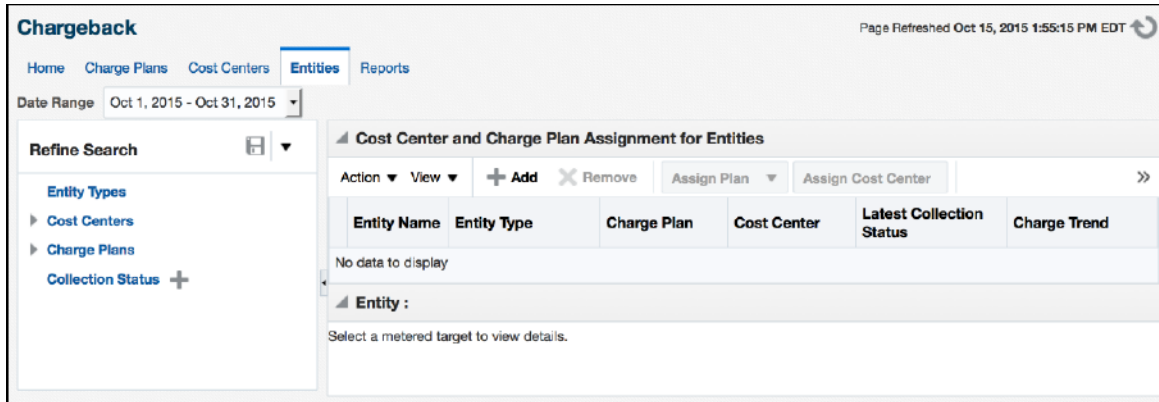 Chargeback
Page Refreshed Oct 15, 2015 1:55:15 PM EDT
Home Charge Plans Cost Centers Entities Reports
Date Range Oct 1, 2015 - Oct 31, 2015
Refine Search
Entity Types
Cost Centers
Charge Plans
Collection Status
Cost Center and Charge Plan Assignment for Entities
Action View Add Remove Assign Plan Assign Cost Center »
Entity Name Entity Type Charge Plan Cost Center Latest Collection Status Charge Trend
No data to display
Entity :
Select a metered target to view details.